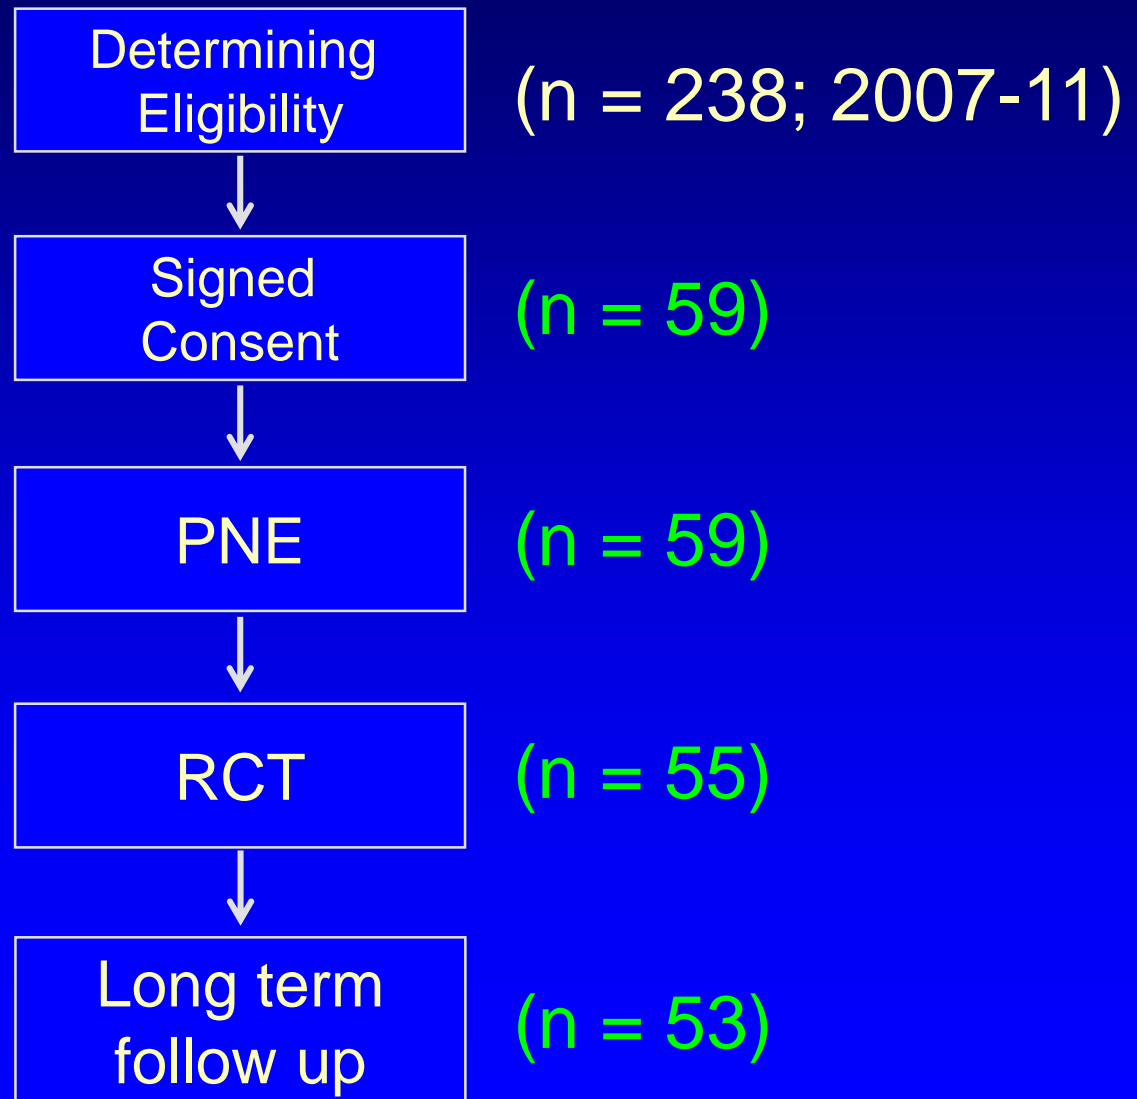 Determining
Eligibility
(n = 238; 2007-11)
Signed
Consent
(n = 59)
PNE
(n = 59)
RCT
(n = 55)
Long term
follow up
(n = 53)